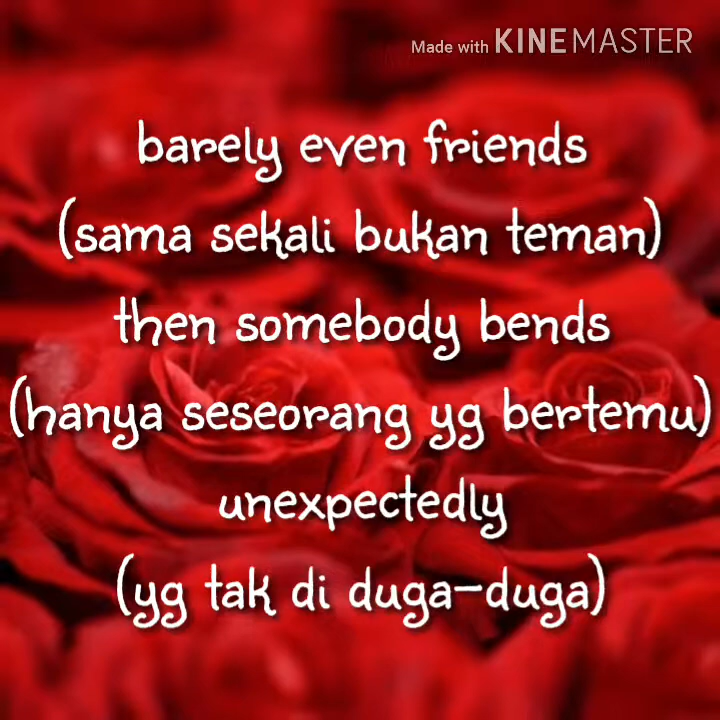 Made with KINEMASTER
barely even friends
(sama sekali bukan teman)
then somebody bends
(hanya seseorang yg bertemu)
unexpectedly
(yg tak di duga-duga)